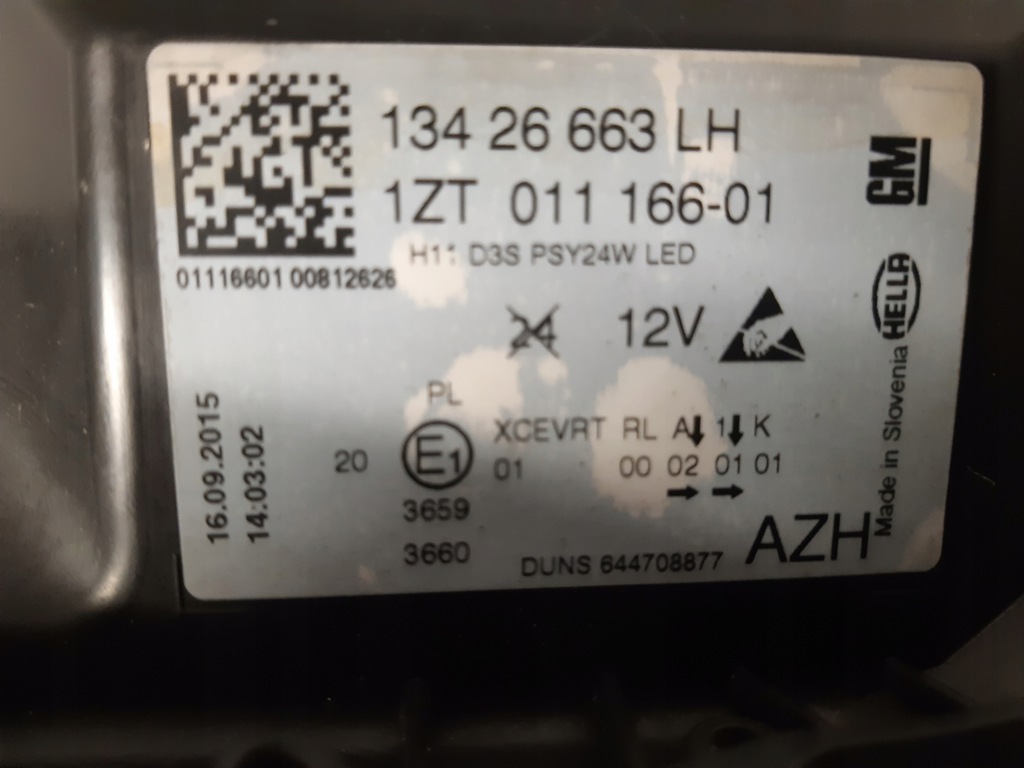 134 26 663 LH
1ZT 011 166-01
H11 D3S PSY24W LED
01116601 00812626
GM
HELLA
Made in Slovenia
24 12V
16.09.2015
14:03:02
PL
XCEVRT RL A↓ 1↓ K
20 E1 01 00 02 01 01
→ →
3659
3660
DUNS 644708877
AZH